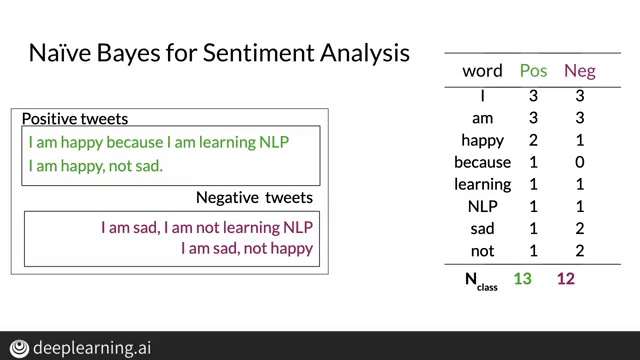 Naïve Bayes for Sentiment Analysis
Positive tweets
I am happy because I am learning NLP
I am happy, not sad.
Negative tweets
I am sad, I am not learning NLP
I am sad, not happy
word Pos Neg
I 3 3
am 3 3
happy 2 1
because 1 0
learning 1 1
NLP 1 1
sad 1 2
not 1 2
Nclass 13 12
deeplearning.ai